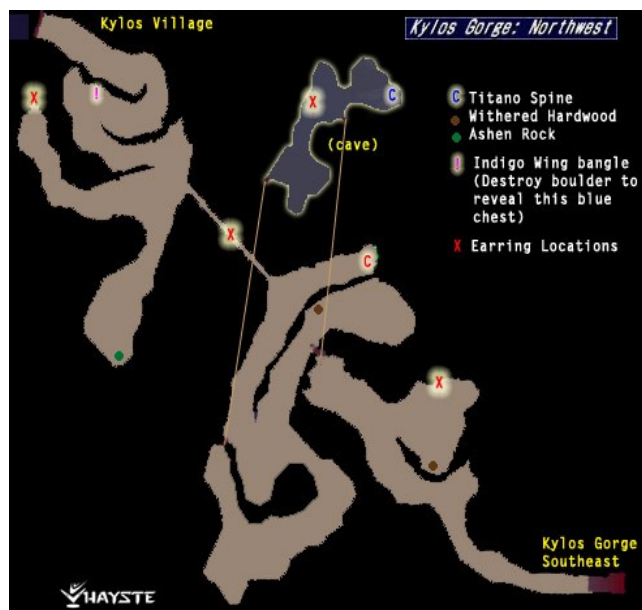 Kylos Village
Kylos Gorge: Northwest
X
!
X
C
C Titano Spine
Withered Hardwood
Ashen Rock
(cave)
! Indigo Wing bangle
(Destroy boulder to
reveal this blue
chest)
X Earring Locations
X
C
X
Kylos Gorge
Southeast
HAYSTE